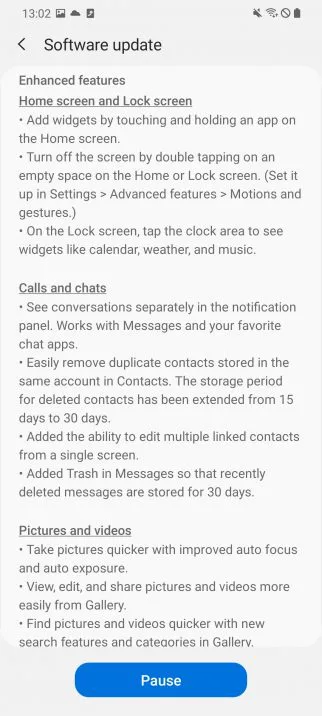 13:02
Software update
Enhanced features
Home screen and Lock screen
• Add widgets by touching and holding an app on
the Home screen.
• Turn off the screen by double tapping on an
empty space on the Home or Lock screen. (Set it
up in Settings > Advanced features > Motions and
gestures.)
• On the Lock screen, tap the clock area to see
widgets like calendar, weather, and music.
Calls and chats
• See conversations separately in the notification
panel. Works with Messages and your favorite
chat apps.
• Easily remove duplicate contacts stored in the
same account in Contacts. The storage period
for deleted contacts has been extended from 15
days to 30 days.
• Added the ability to edit multiple linked contacts
from a single screen.
• Added Trash in Messages so that recently
deleted messages are stored for 30 days.
Pictures and videos
• Take pictures quicker with improved auto focus
and auto exposure.
• View, edit, and share pictures and videos more
easily from Gallery.
• Find pictures and videos quicker with new
search features and categories in Gallery.
Pause